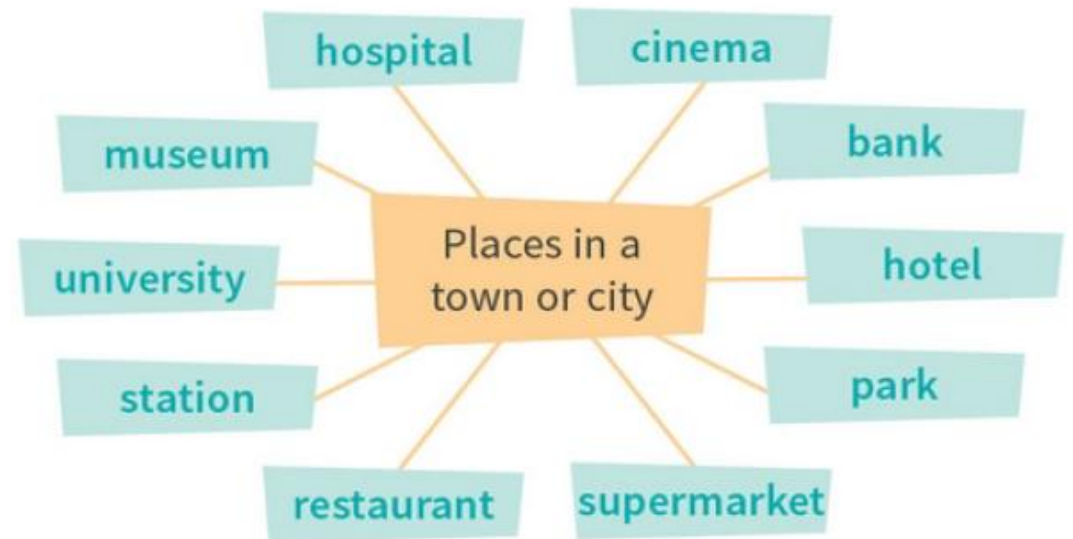 hospital
cinema
museum
bank
Places in a
town or city
university
hotel
station
park
restaurant
supermarket